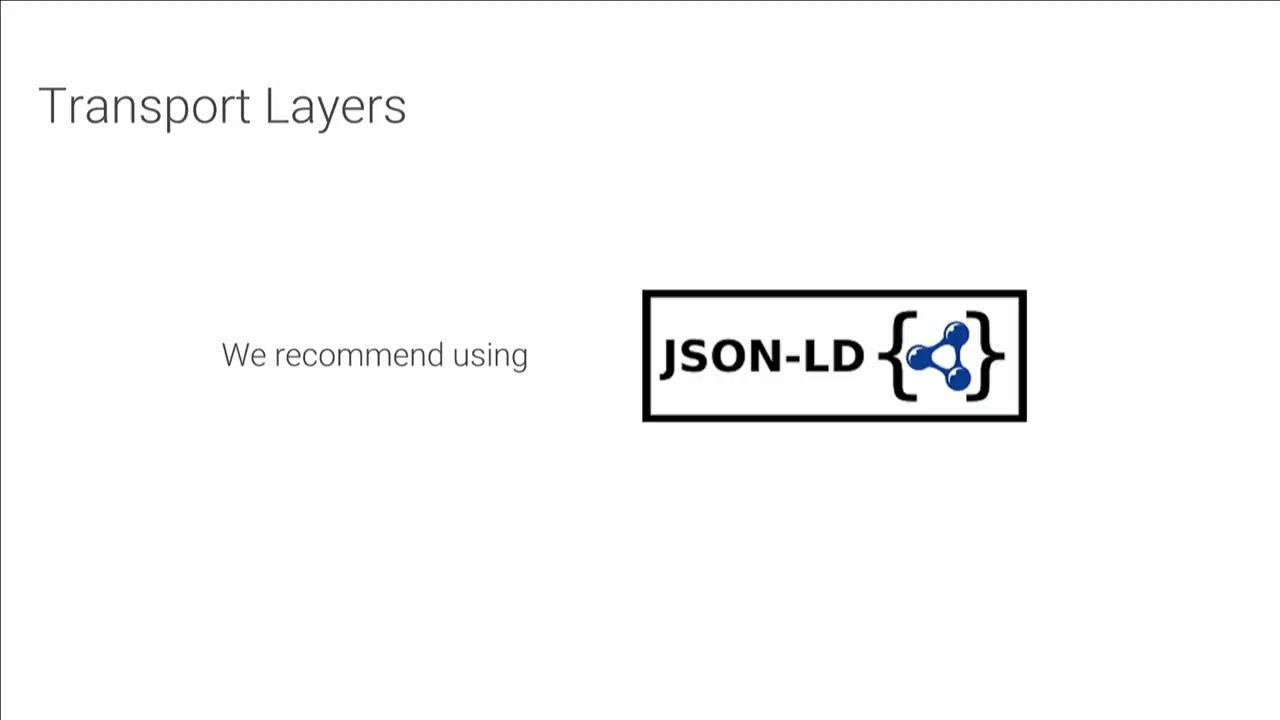 Transport Layers
We recommend using
JSON-LD {}